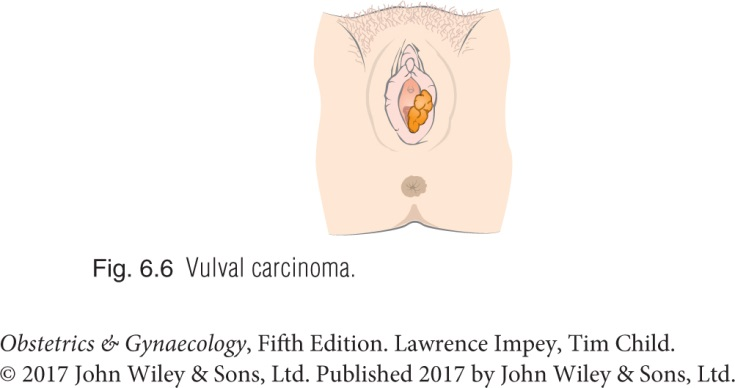 Fig. 6.6 Vulval carcinoma.
Obstetrics & Gynaecology, Fifth Edition. Lawrence Impey, Tim Child.
© 2017 John Wiley & Sons, Ltd. Published 2017 by John Wiley & Sons, Ltd.